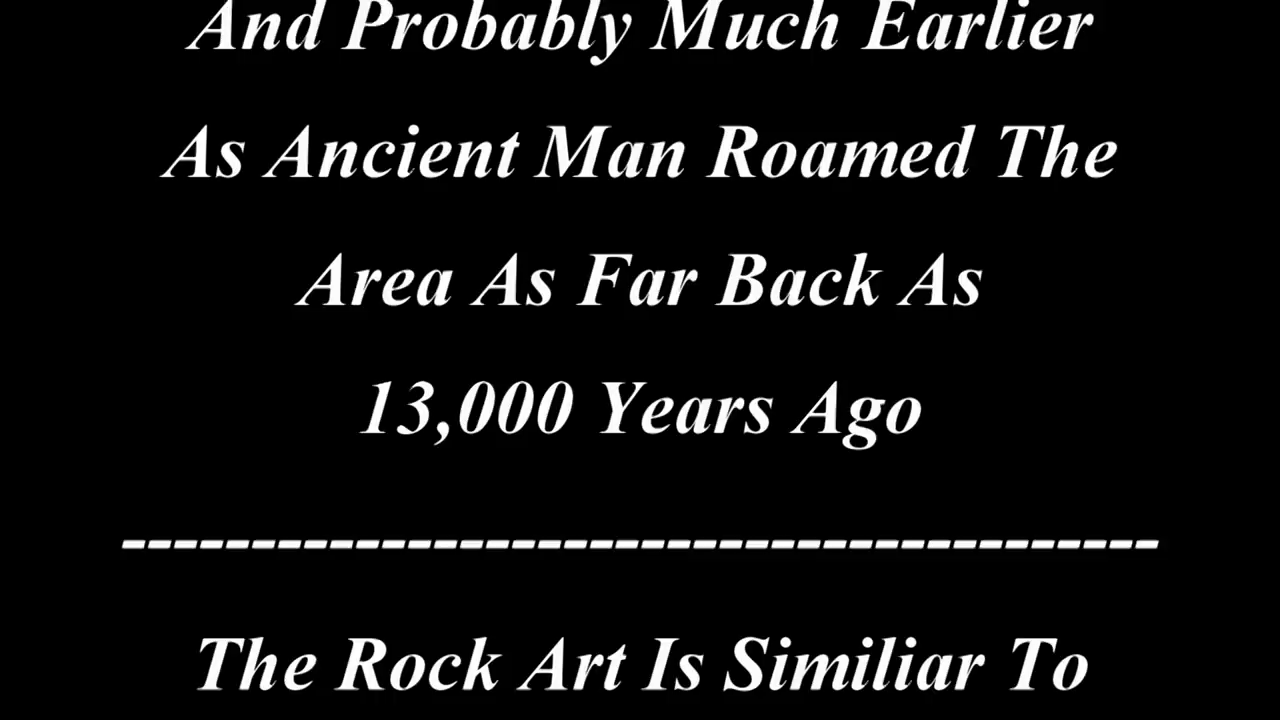 And Probably Much Earlier
As Ancient Man Roamed The
Area As Far Back As
13,000 Years Ago
----------------------------------------
The Rock Art Is Similiar To